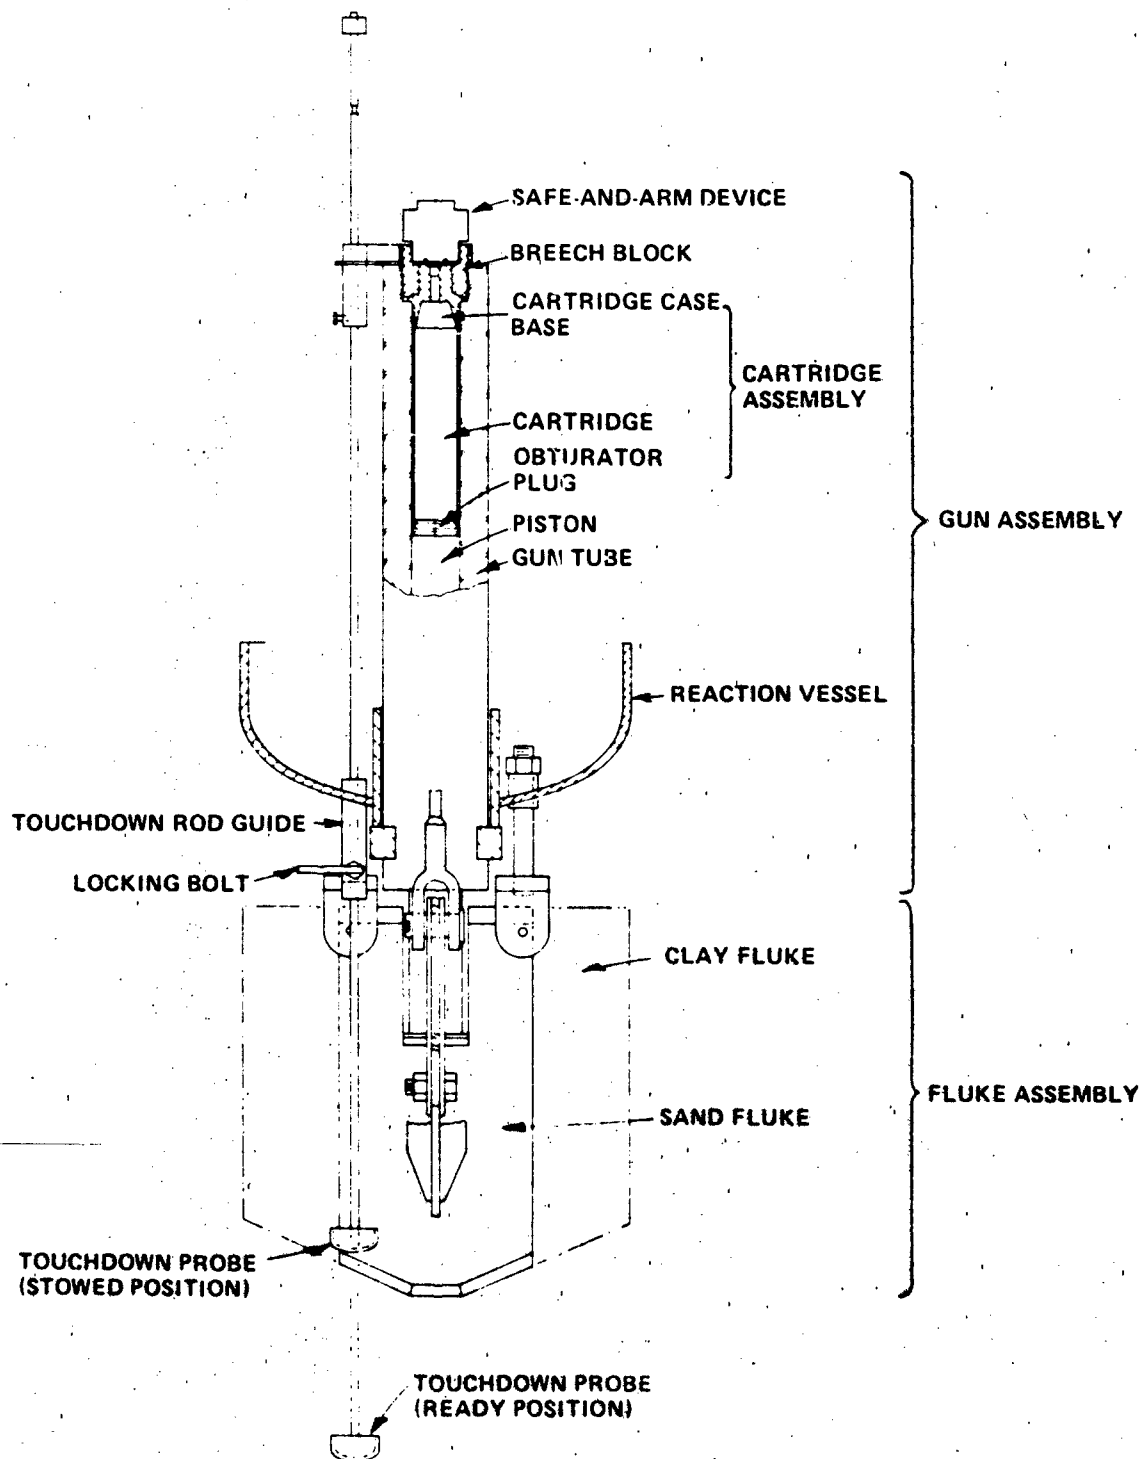 SAFE-AND-ARM DEVICE
BREECH BLOCK
CARTRIDGE CASE
BASE
CARTRIDGE
ASSEMBLY
CARTRIDGE
OBTURATOR
PLUG
PISTON
GUN TUBE
GUN ASSEMBLY
REACTION VESSEL
TOUCHDOWN ROD GUIDE
LOCKING BOLT
CLAY FLUKE
FLUKE ASSEMBLY
SAND FLUKE
TOUCHDOWN PROBE
(STOWED POSITION)
TOUCHDOWN PROBE
(READY POSITION)